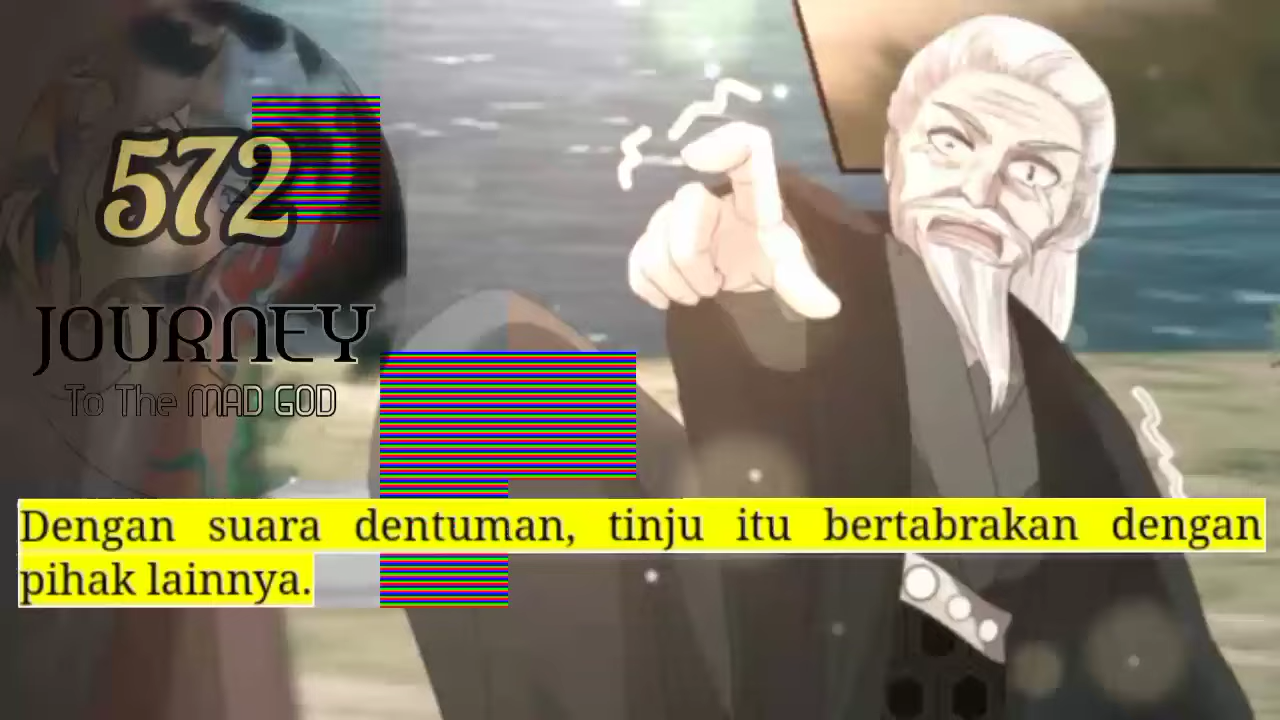 572
JOURNEY
To The MAD GOD
Dengan suara dentuman, tinju itu bertabrakan dengan
pihak lainnya.